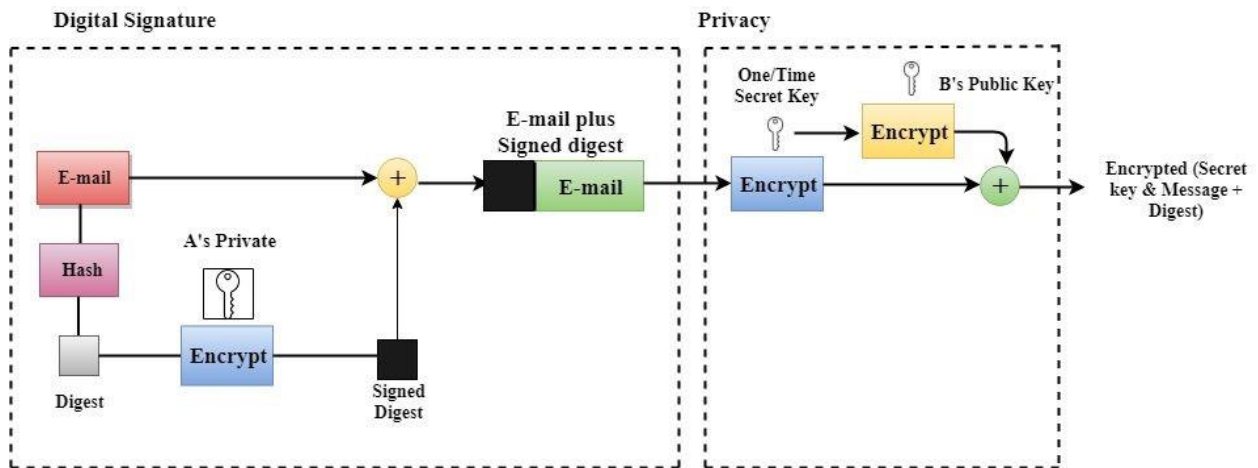 Digital Signature
Privacy
One/Time
Secret Key
B's Public Key
E-mail plus
Signed digest
Encrypt
E-mail
+
E-mail
Encrypt
+
Encrypted (Secret
key & Message +
Digest)
A's Private
Hash
Encrypt
Digest
Signed
Digest